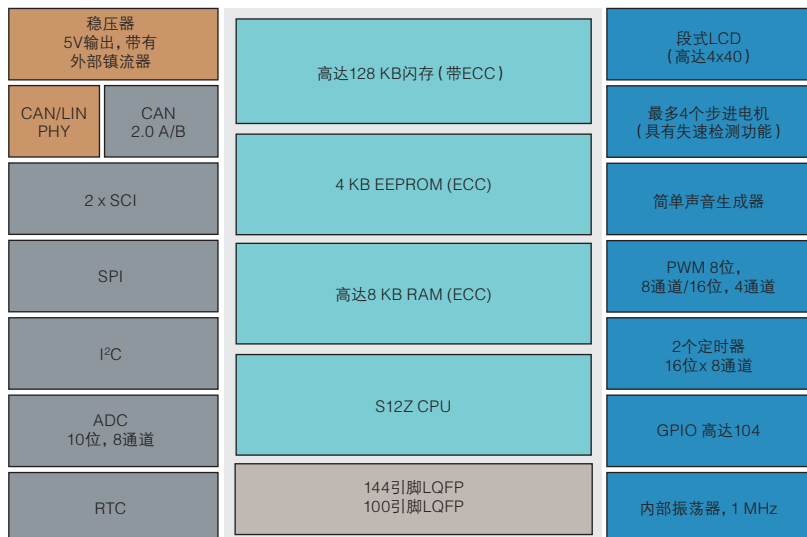 稳压器
5V输出，带有
外部镇流器
CAN/LIN
PHY
CAN
2.0 A/B
2 x SCI
SPI
I²C
ADC
10位，8通道
RTC
高达128 KB闪存（带ECC）
4 KB EEPROM (ECC)
高达8 KB RAM (ECC)
S12Z CPU
144引脚LQFP
100引脚LQFP
段式LCD
（高达4x40）
最多4个步进电机
（具有失速检测功能）
简单声音生成器
PWM 8位，
8通道/16位，4通道
2个定时器
16位x 8通道
GPIO 高达104
内部振荡器，1 MHz